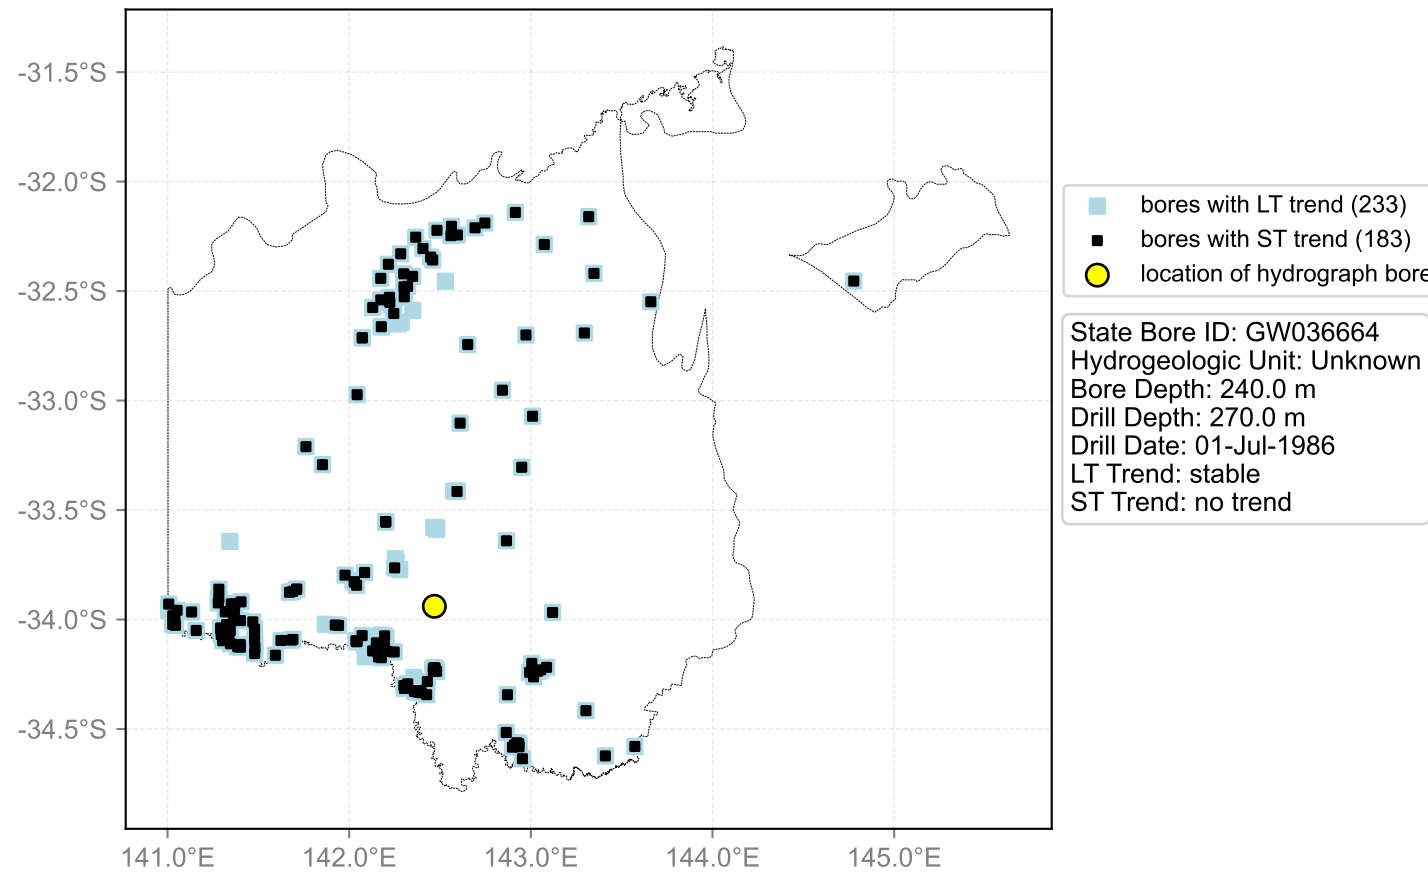 -31.5°S
-32.0°S
-32.5°S
-33.0°S
-33.5°S
-34.0°S
-34.5°S
141.0°E 142.0°E 143.0°E 144.0°E 145.0°E
bores with LT trend (233)
bores with ST trend (183)
location of hydrograph bore
State Bore ID: GW036664
Hydrogeologic Unit: Unknown
Bore Depth: 240.0 m
Drill Depth: 270.0 m
Drill Date: 01-Jul-1986
LT Trend: stable
ST Trend: no trend